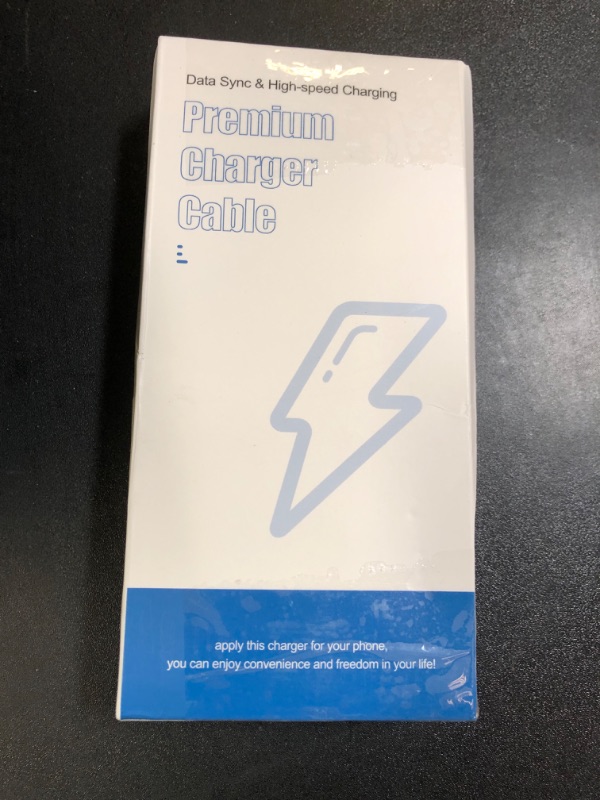 Data Sync & High-speed Charging
Premium
Charger
Cable
apply this charger for your phone,
you can enjoy convenience and freedom in your life!